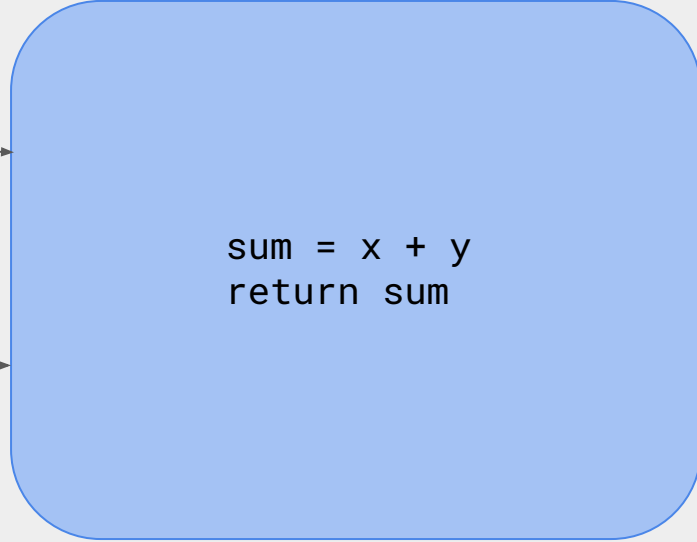 sum = x + y
return sum